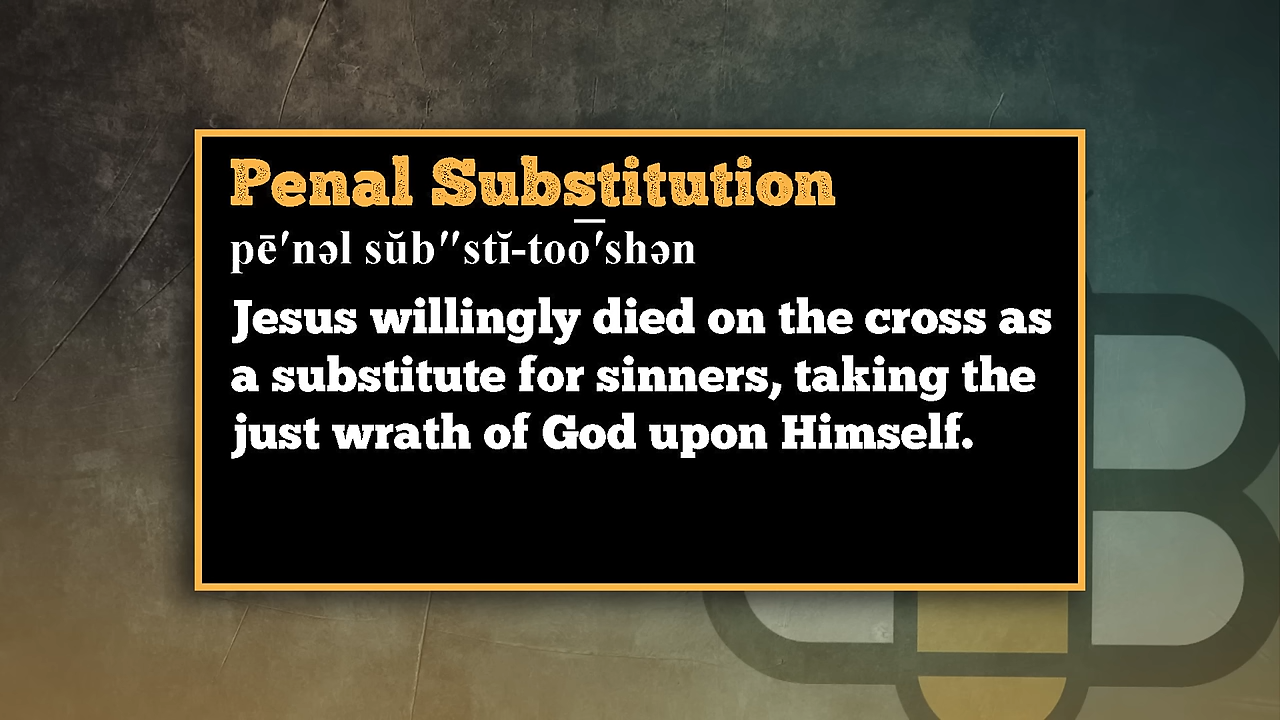 Penal Substitution
pē′nəl sŭb″stĭ-to͞o′shən
Jesus willingly died on the cross as
a substitute for sinners, taking the
just wrath of God upon Himself.